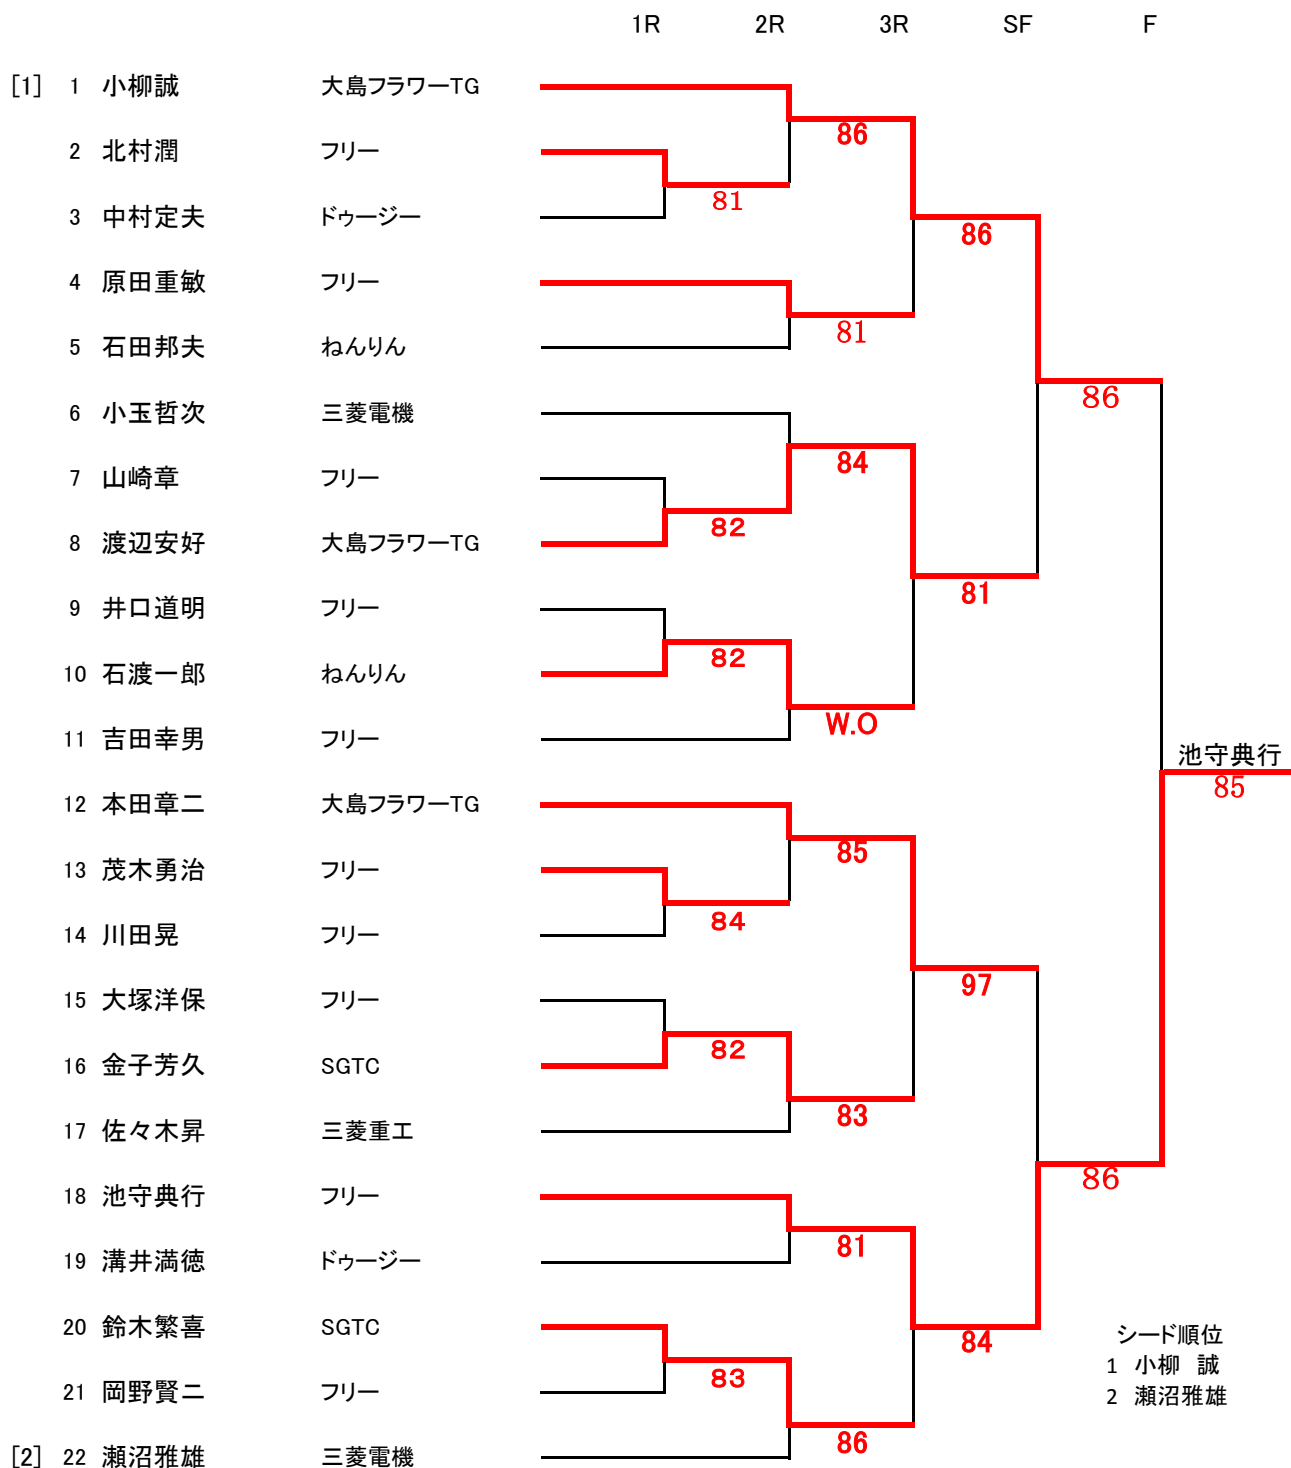 1R 2R 3R SF F
[1] 1 小柳誠 大島フラワーTG
86
2 北村潤 フリー
81
3 中村定夫 ドゥージー
86
4 原田重敏 フリー
81
5 石田邦夫 ねんりん
86
6 小玉哲次 三菱電機
84
7 山崎章 フリー
82
8 渡辺安好 大島フラワーTG
81
9 井口道明 フリー
82
10 石渡一郎 ねんりん
W.O
11 吉田幸男 フリー
池守典行
85
12 本田章二 大島フラワーTG
85
13 茂木勇治 フリー
84
14 川田晃 フリー
97
15 大塚洋保 フリー
82
16 金子芳久 SGTC
83
17 佐々木昇 三菱重工
86
18 池守典行 フリー
81
19 溝井満徳 ドゥージー
20 鈴木繁喜 SGTC
84
シード順位
1 小柳 誠
83
21 岡野賢二 フリー
2 瀬沼雅雄
86
[2] 22 瀬沼雅雄 三菱電機